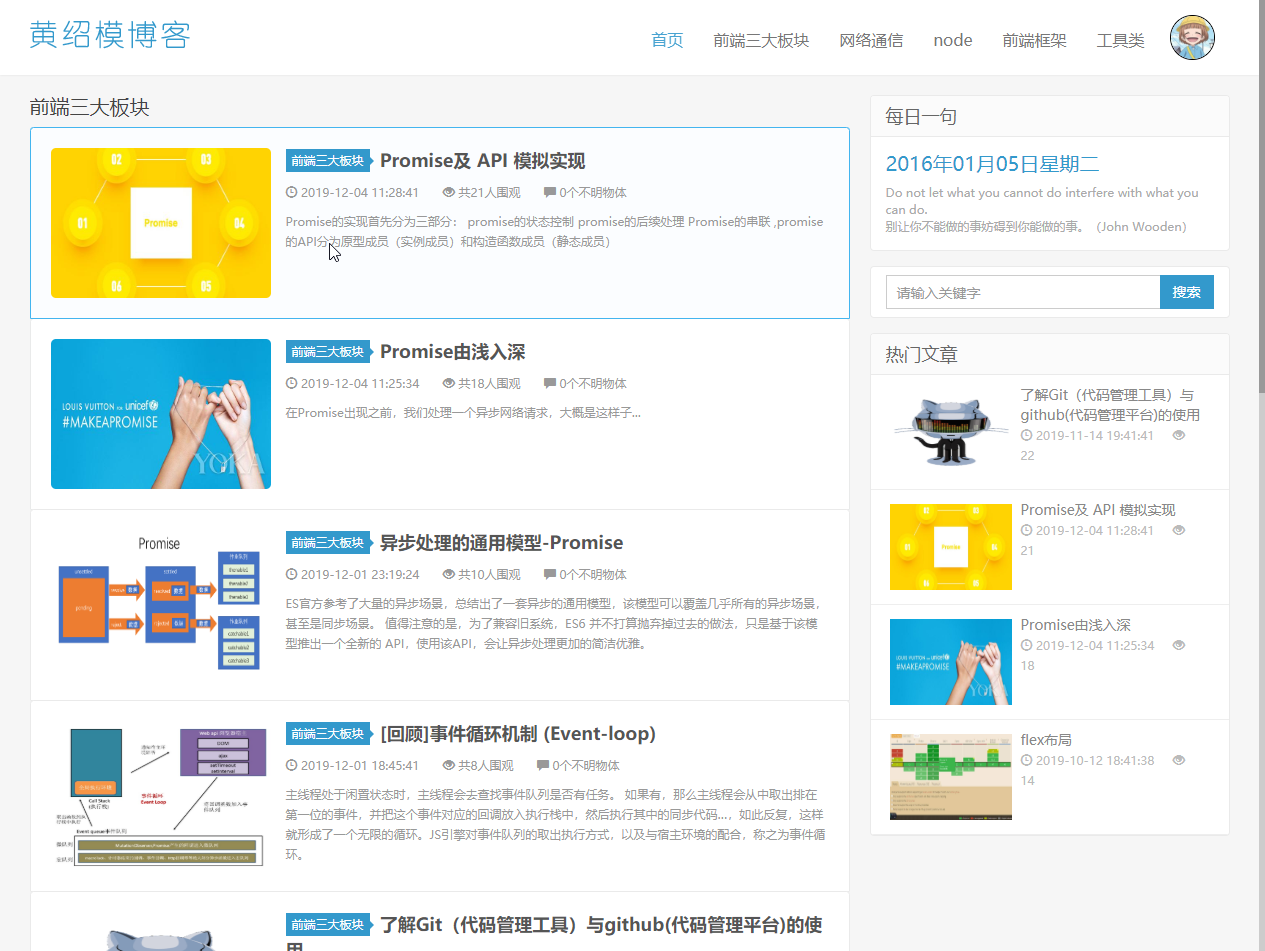 黄绍模博客
首页 前端三大板块 网络通信 node 前端框架 工具类
前端三大板块
02 03
01 Promise 04
06 05
前端三大板块 Promise及 API 模拟实现
2019-12-04 11:28:41 共21人围观 0个不明物体
Promise的实现首先分为三部分： promise的状态控制 promise的后续处理 Promise的串联 ,promise
的API分为原型成员（实例成员）和构造函数成员（静态成员）
LOUIS VUITTON FOR unicef
#MAKEAPROMISE
YOKA
前端三大板块 Promise由浅入深
2019-12-04 11:25:34 共18人围观 0个不明物体
在Promise出现之前，我们处理一个异步网络请求，大概是这样子...
Promise
前端三大板块 异步处理的通用模型-Promise
2019-12-01 23:19:24 共10人围观 0个不明物体
ES官方参考了大量的异步场景，总结出了一套异步的通用模型，该模型可以覆盖几乎所有的异步场景，
甚至是同步场景。 值得注意的是，为了兼容旧系统，ES6 并不打算抛弃掉过去的做法，只是基于该模
型推出一个全新的 API，使用该API，会让异步处理更加的简洁优雅。
Call Stack
事件循环
Event Loop
setTimeout
setInterval
前端三大板块 [回顾]事件循环机制 (Event-loop)
2019-12-01 18:45:41 共8人围观 0个不明物体
主线程处于闲置状态时，主线程会去查找事件队列是否有任务。 如果有，那么主线程会从中取出排在
第一位的事件，并把这个事件对应的回调放入执行栈中，然后执行其中的同步代码...，如此反复，这样
就形成了一个无限的循环。JS引擎对事件队列的取出执行方式，以及与宿主环境的配合，称之为事件循
环。
前端三大板块 了解Git（代码管理工具）与github(代码管理平台)的使
用
每日一句
2016年01月05日星期二
Do not let what you cannot do interfere with what you
can do.
别让你不能做的事妨碍到你能做的事。（John Wooden）
请输入关键字 搜索
热门文章
了解Git（代码管理工具）与
github(代码管理平台)的使用
2019-11-14 19:41:41
22
Promise及 API 模拟实现
2019-12-04 11:28:41
21
Promise由浅入深
2019-12-04 11:25:34
18
#MAKEAPROMISE
YOKA
flex布局
2019-10-12 18:41:38
14